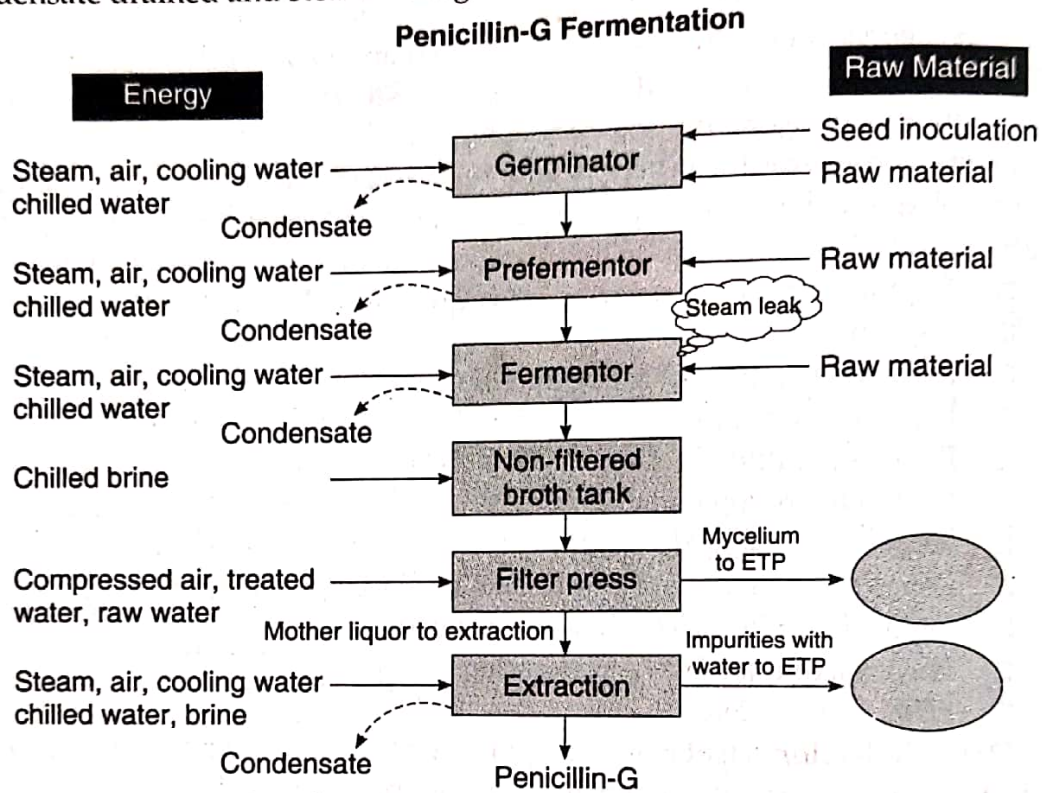 Penicillin-G Fermentation
Energy
Raw Material
Seed inoculation
Germinator
Steam, air, cooling water
chilled water
Raw material
Condensate
Prefermentor
Raw material
Steam, air, cooling water
chilled water
Steam leak
Condensate
Fermentor
Raw material
Steam, air, cooling water
chilled water
Condensate
Non-filtered
broth tank
Chilled brine
Mycelium
to ETP
Filter press
Compressed air, treated
water, raw water
Mother liquor to extraction
Impurities with
water to ETP
Extraction
Steam, air, cooling water
chilled water, brine
Condensate
Penicillin-G